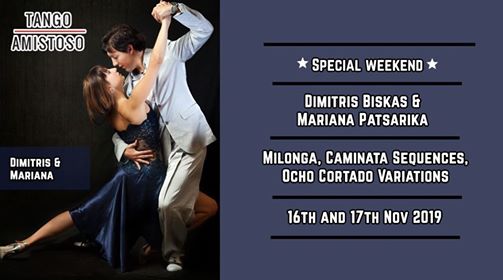 TANGO
AMISTOSO
DIMITRIS &
MARIANA
SPECIAL WEEKEND
DIMITRIS BISKAS &
MARIANA PATSARIKA
MILONGA, CAMINATA SEQUENCES,
OCHO CORTADO VARIATIONS
16TH AND 17TH NOV 2019